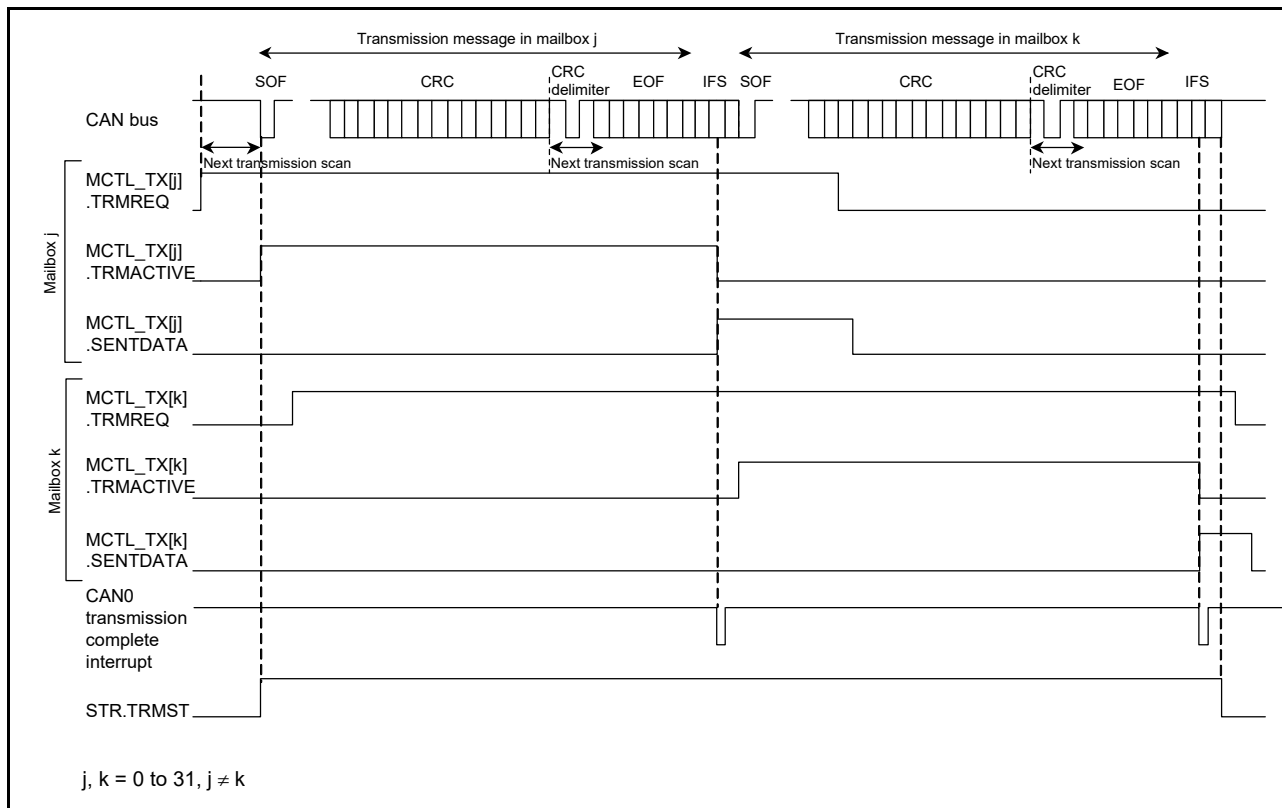 Transmission message in mailbox j
Transmission message in mailbox k
SOF
CRC
CRC
delimiter
EOF
IFS
SOF
CRC
CRC
delimiter
EOF
IFS
CAN bus
Next transmission scan
Next transmission scan
Next transmission scan
Mailbox j
MCTL_TX[j]
.TRMREQ
MCTL_TX[j]
.TRMACTIVE
MCTL_TX[j]
.SENTDATA
Mailbox k
MCTL_TX[k]
.TRMREQ
MCTL_TX[k]
.TRMACTIVE
MCTL_TX[k]
.SENTDATA
CAN0
transmission
complete
interrupt
STR.TRMST
j, k = 0 to 31, j ≠ k